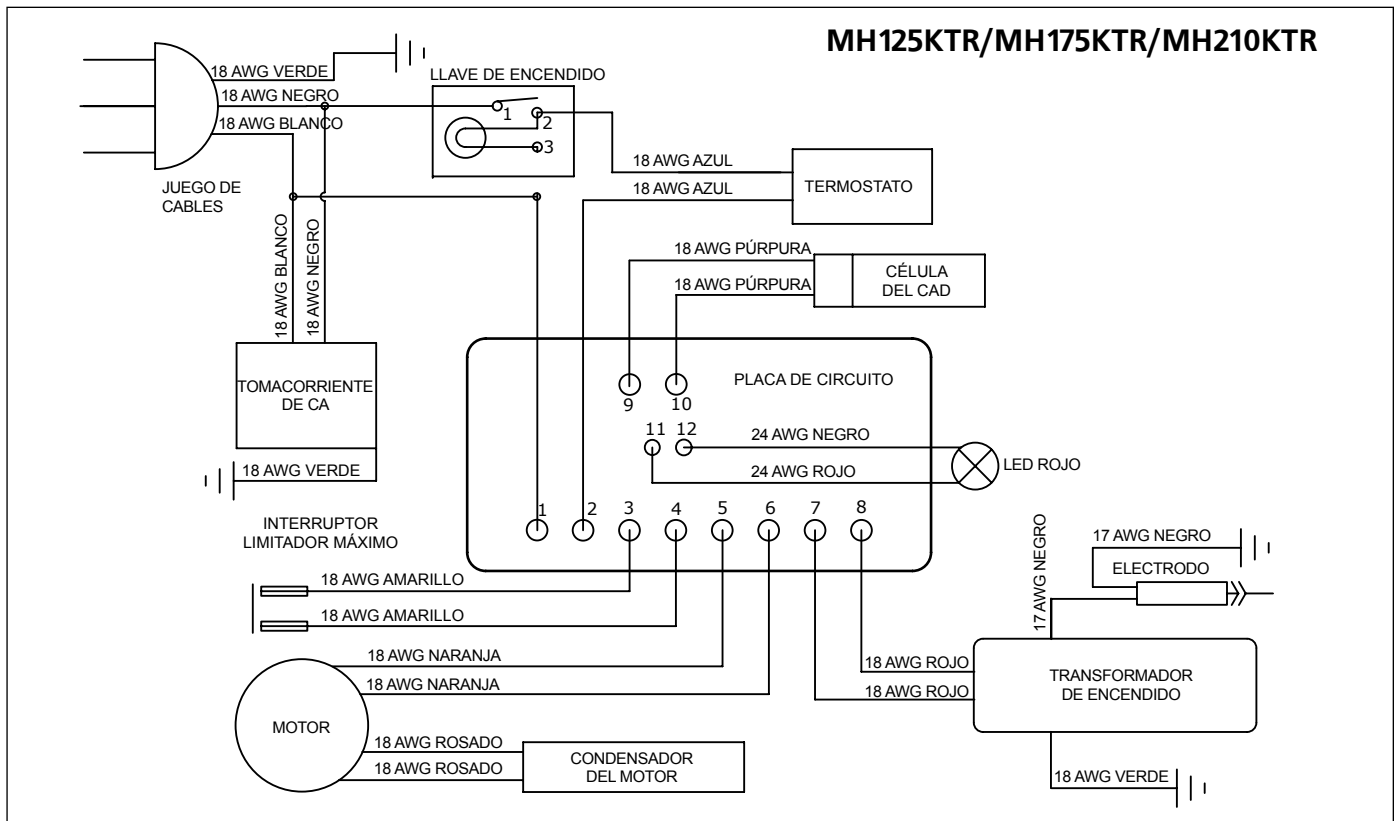 MH125KTR/MH175KTR/MH210KTR
18 AWG VERDE
18 AWG NEGRO
18 AWG BLANCO
JUEGO DE
CABLES
LLAVE DE ENCENDIDO
1
2
3
18 AWG AZUL
18 AWG AZUL
TERMOSTATO
18 AWG BLANCO
18 AWG NEGRO
18 AWG PÚRPURA
18 AWG PÚRPURA
CÉLULA
DEL CAD
TOMACORRIENTE
DE CA
18 AWG VERDE
PLACA DE CIRCUITO
9
10
11
12
24 AWG NEGRO
24 AWG ROJO
LED ROJO
1
2
3
4
5
6
7
8
INTERRUPTOR
LIMITADOR MÁXIMO
18 AWG AMARILLO
18 AWG AMARILLO
17 AWG NEGRO
17 AWG NEGRO
ELECTRODO
18 AWG NARANJA
18 AWG NARANJA
MOTOR
18 AWG ROJO
18 AWG ROJO
TRANSFORMADOR
DE ENCENDIDO
18 AWG ROSADO
18 AWG ROSADO
CONDENSADOR
DEL MOTOR
18 AWG VERDE